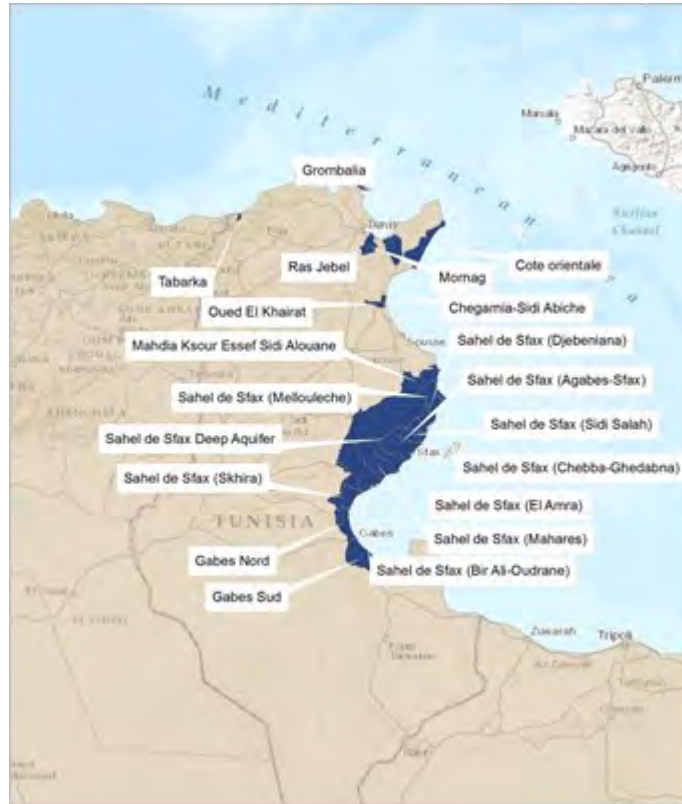 Palermo
Mediterranean
Marsala
Mazara del Vallo
Agrigento
Grombalia
Sicilian
Channel
Tunis
Ras Jebel
Mornag
Cote orientale
Tabarka
Oued El Khairat
Chegarnia-Sidi Abiche
Mahdia Ksour Essef Sidi Alouane
Sousse
Sahel de Sfax (Djebeniana)
Sahel de Sfax (Agabes-Sfax)
Sahel de Sfax (Mellouleche)
Sahel de Sfax (Sidi Salah)
Sahel de Sfax Deep Aquifer
Sfax
Sahel de Sfax (Chebba-Ghedabna)
Sahel de Sfax (Skhira)
Sahel de Sfax (El Amra)
TUNISIA
Gabes
Sahel de Sfax (Mahares)
Gabes Nord
Sahel de Sfax (Bir Ali-Oudrane)
Gabes Sud
Zuwarah
Tripoli